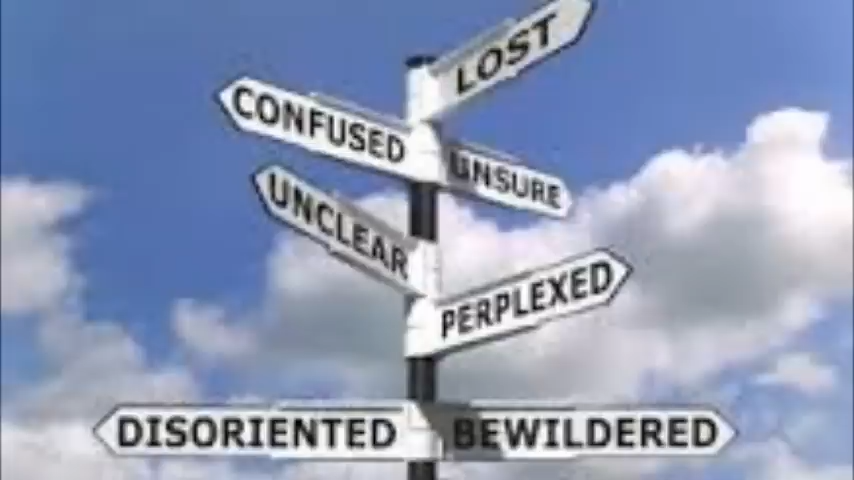 LOST
CONFUSED
UNSURE
UNCLEAR
PERPLEXED
DISORIENTED
BEWILDERED